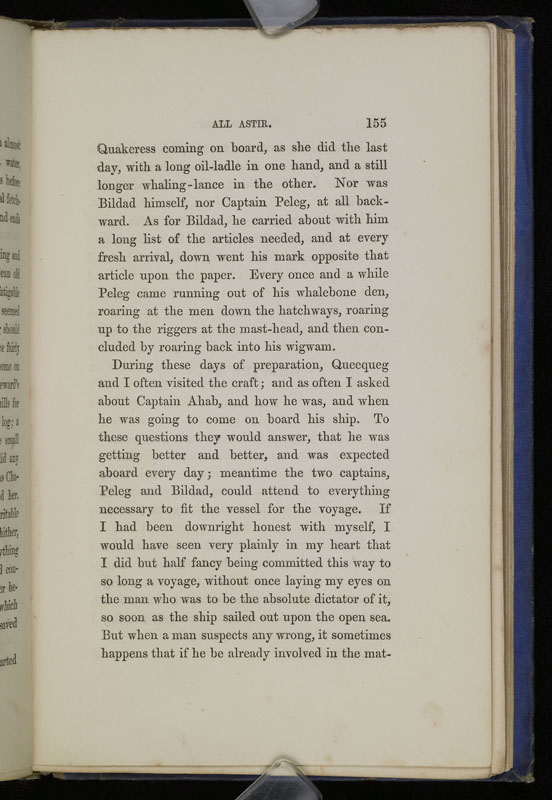 ALL ASTIR. 155
Quakeress coming on board, as she did the last
day, with a long oil-ladle in one hand, and a still
longer whaling-lance in the other. Nor was
Bildad himself, nor Captain Peleg, at all back-
ward. As for Bildad, he carried about with him
a long list of the articles needed, and at every
fresh arrival, down went his mark opposite that
article upon the paper. Every once and a while
Peleg came running out of his whalebone den,
roaring at the men down the hatchways, roaring
up to the riggers at the mast-head, and then con-
cluded by roaring back into his wigwam.
During these days of preparation, Queequeg
and I often visited the craft; and as often I asked
about Captain Ahab, and how he was, and when
he was going to come on board his ship. To
these questions they would answer, that he was
getting better and better, and was expected
aboard every day; meantime the two captains,
Peleg and Bildad, could attend to everything
necessary to fit the vessel for the voyage. If
I had been downright honest with myself, I
would have seen very plainly in my heart that
I did but half fancy being committed this way to
so long a voyage, without once laying my eyes on
the man who was to be the absolute dictator of it,
so soon as the ship sailed out upon the open sea.
But when a man suspects any wrong, it sometimes
happens that if he be already involved in the mat-